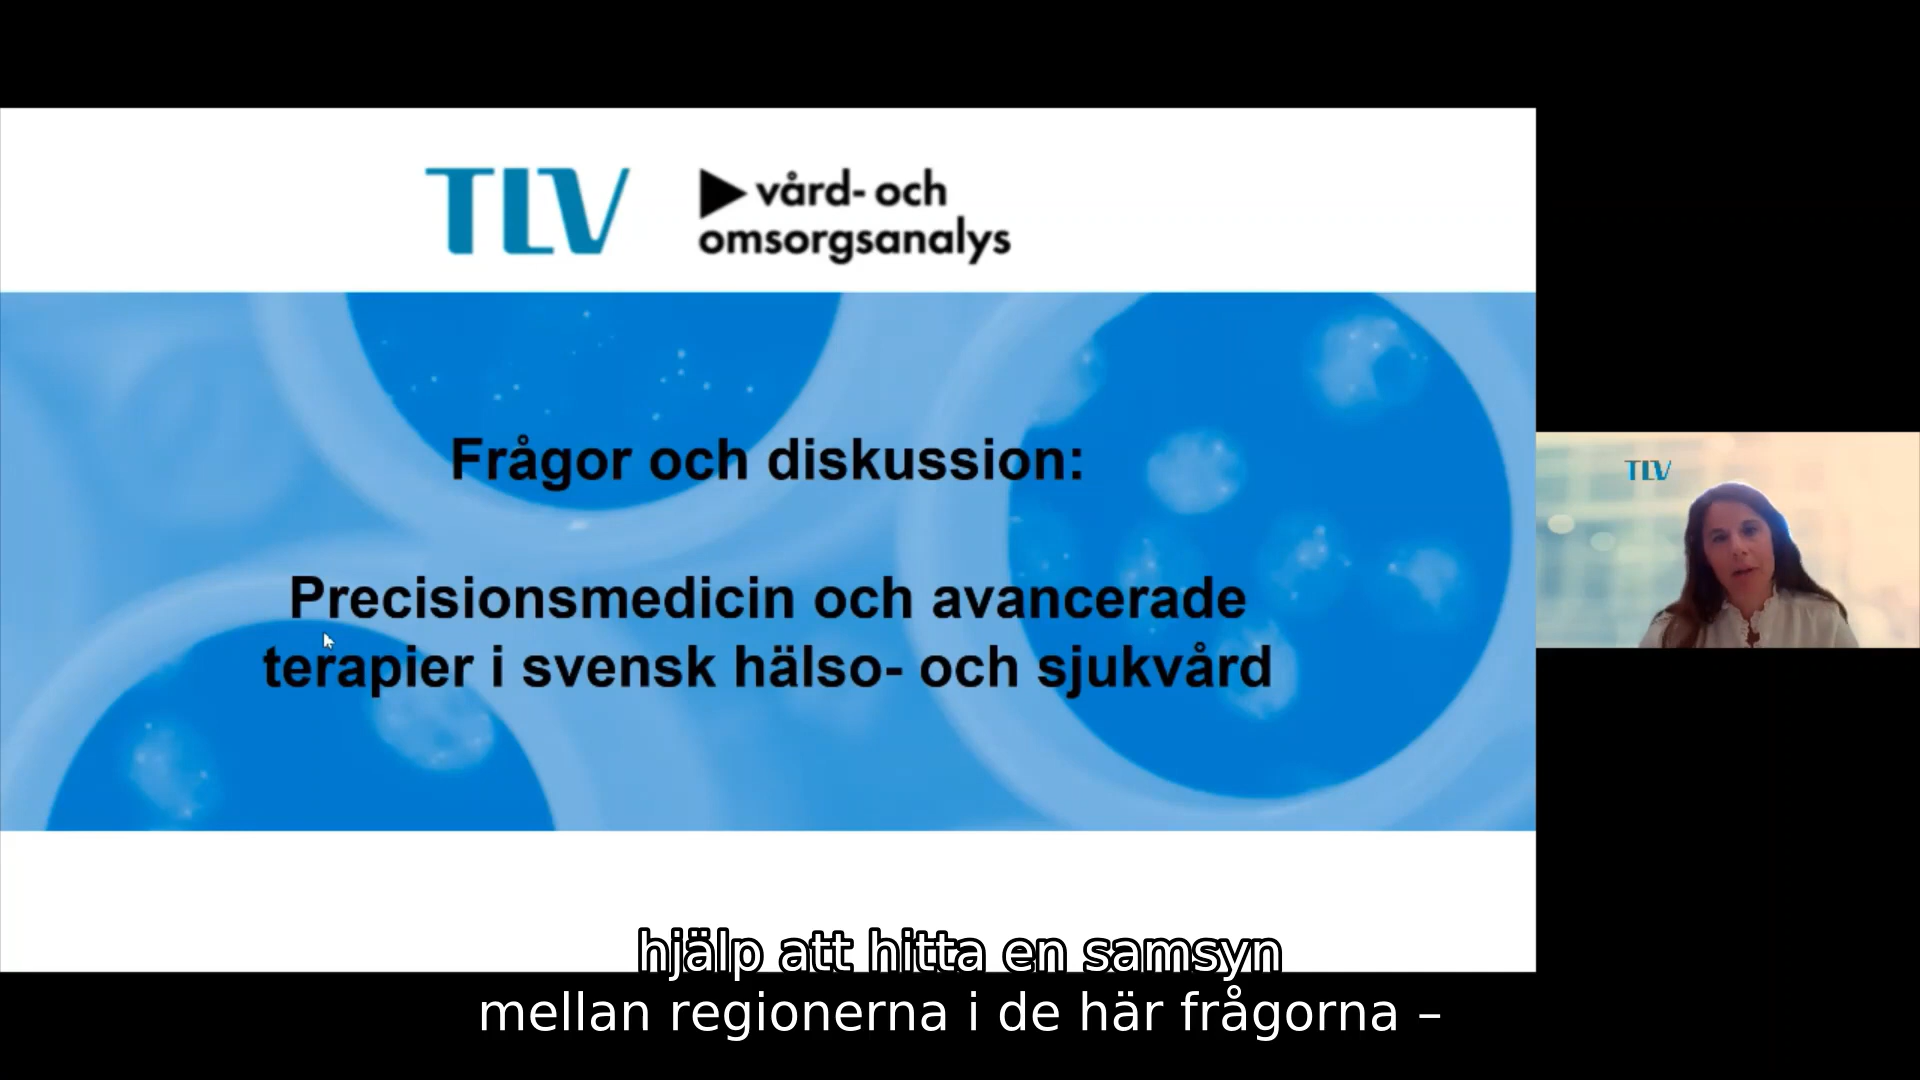 TLV
vård- och
omsorgsanalys
Frågor och diskussion:
Precisionsmedicin och avancerade
terapier i svensk hälso- och sjukvård
TLV
hjälp att hitta en samsyn
mellan regionerna i de här frågorna –